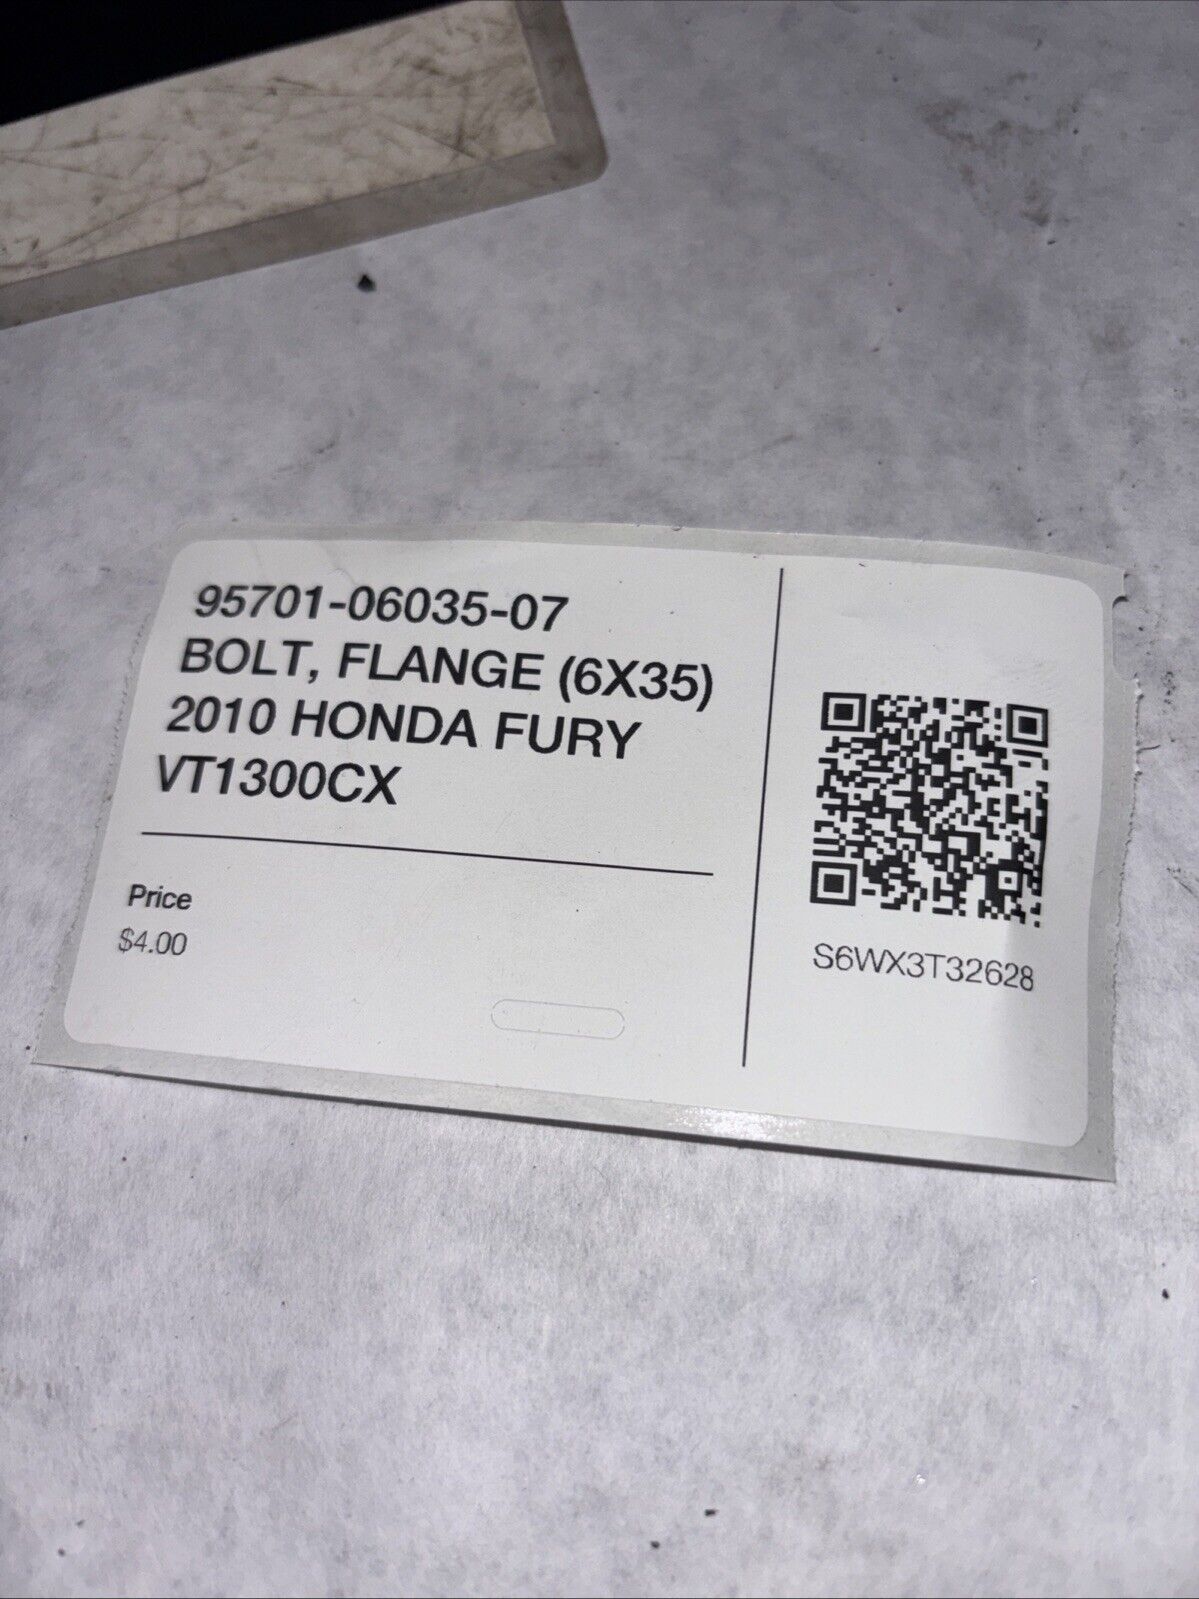 95701-06035-07
BOLT, FLANGE (6X35)
2010 HONDA FURY
VT1300CX
Price
$4.00
S6WX3T32628